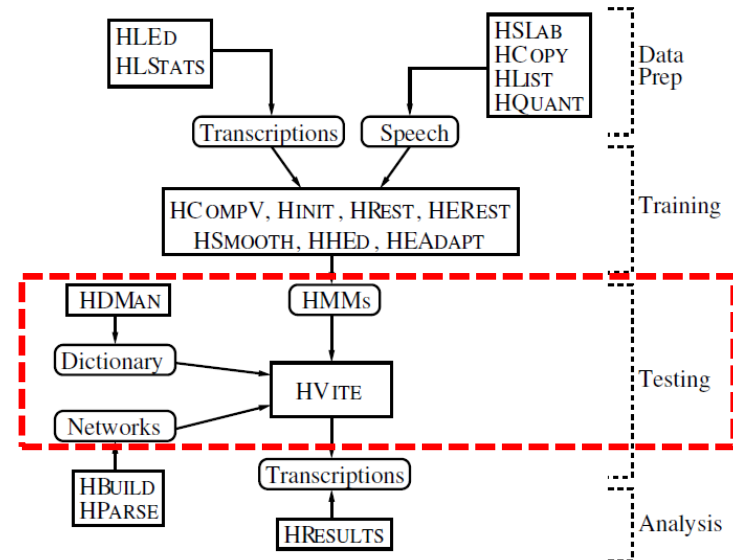 HLED
HLSTATS
HSLAB
HCOPY
HLIST
HQUANT
Data
Prep
Transcriptions
Speech
HCOMPV, HINIT, HREST, HEREST
HSMOOTH, HHED, HEADAPT
Training
HDMAN
HMMs
Dictionary
HVITE
Testing
Networks
Transcriptions
HBUILD
HPARSE
HRESULTS
Analysis